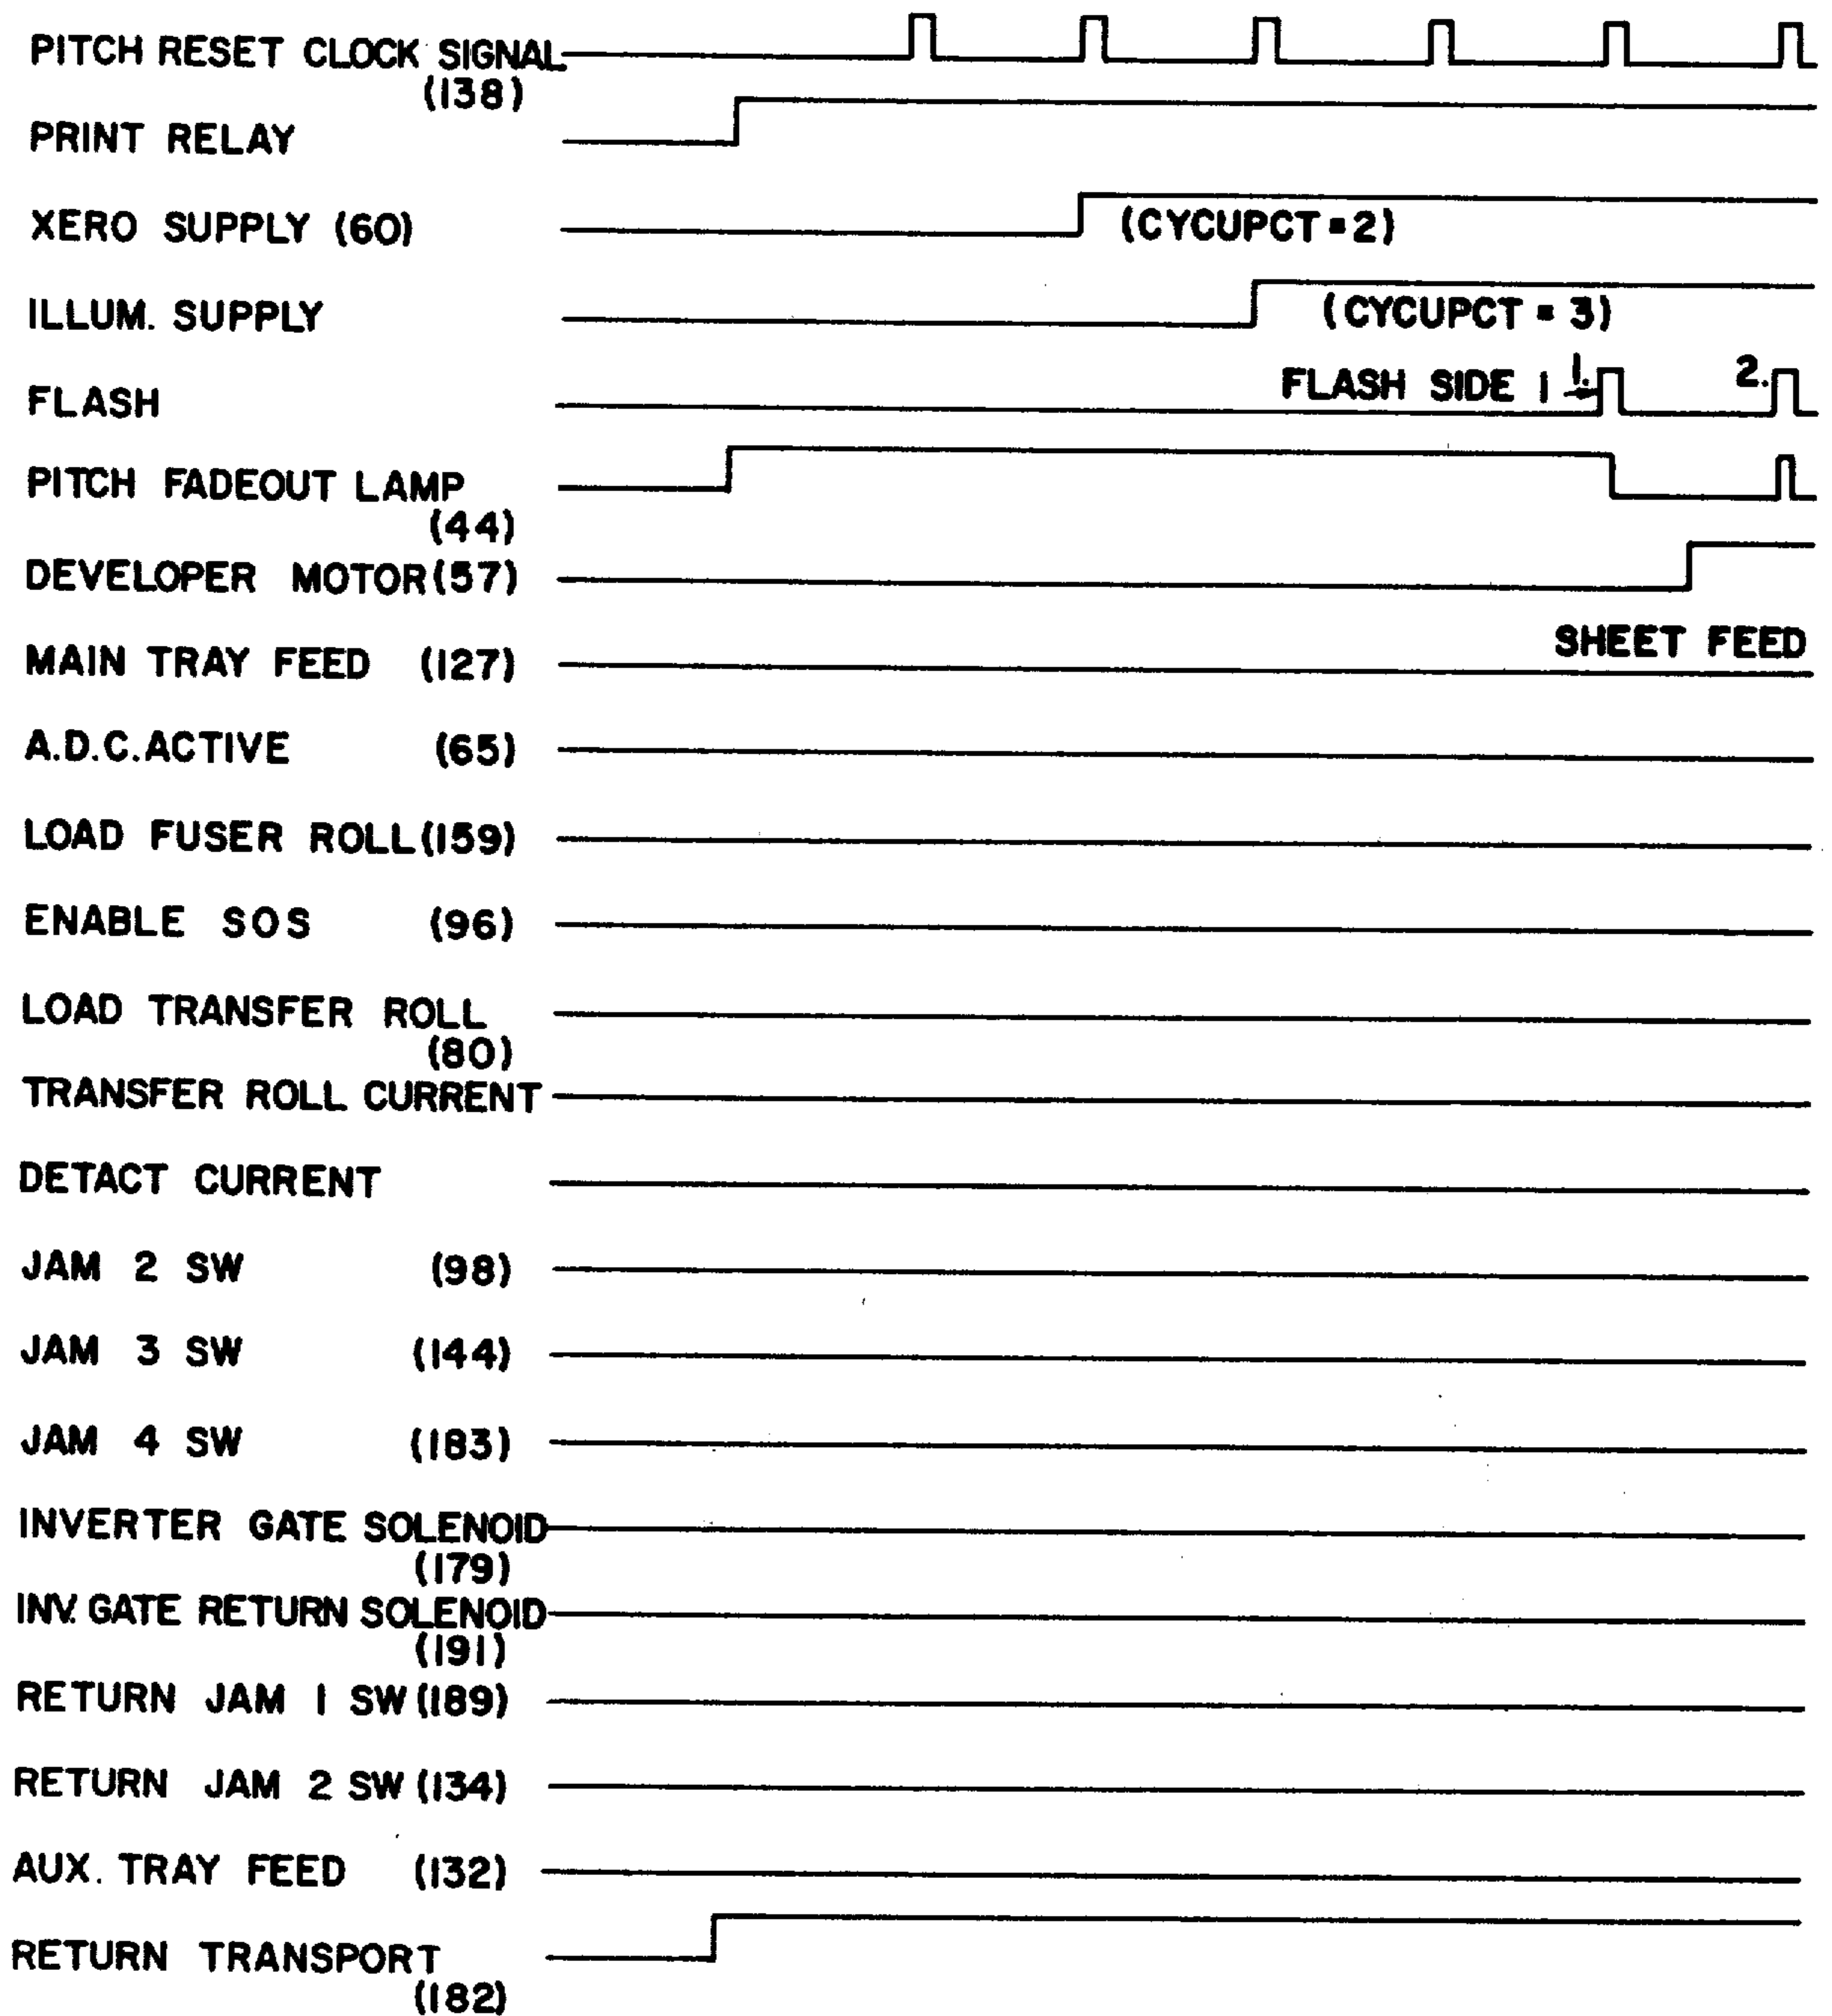 PITCH RESET CLOCK SIGNAL
(138)
PRINT RELAY
XERO SUPPLY (60)
(CYCUPCT = 2)
ILLUM. SUPPLY
(CYCUPCT = 3)
FLASH
FLASH SIDE 1
1.
2.
PITCH FADEOUT LAMP
(44)
DEVELOPER MOTOR (57)
SHEET FEED
MAIN TRAY FEED (127)
A.D.C. ACTIVE (65)
LOAD FUSER ROLL (159)
ENABLE SOS (96)
LOAD TRANSFER ROLL
(80)
TRANSFER ROLL CURRENT
DETACT CURRENT
JAM 2 SW (98)
JAM 3 SW (144)
JAM 4 SW (183)
INVERTER GATE SOLENOID
(179)
INV. GATE RETURN SOLENOID
(191)
RETURN JAM 1 SW (189)
RETURN JAM 2 SW (134)
AUX. TRAY FEED (132)
RETURN TRANSPORT
(182)